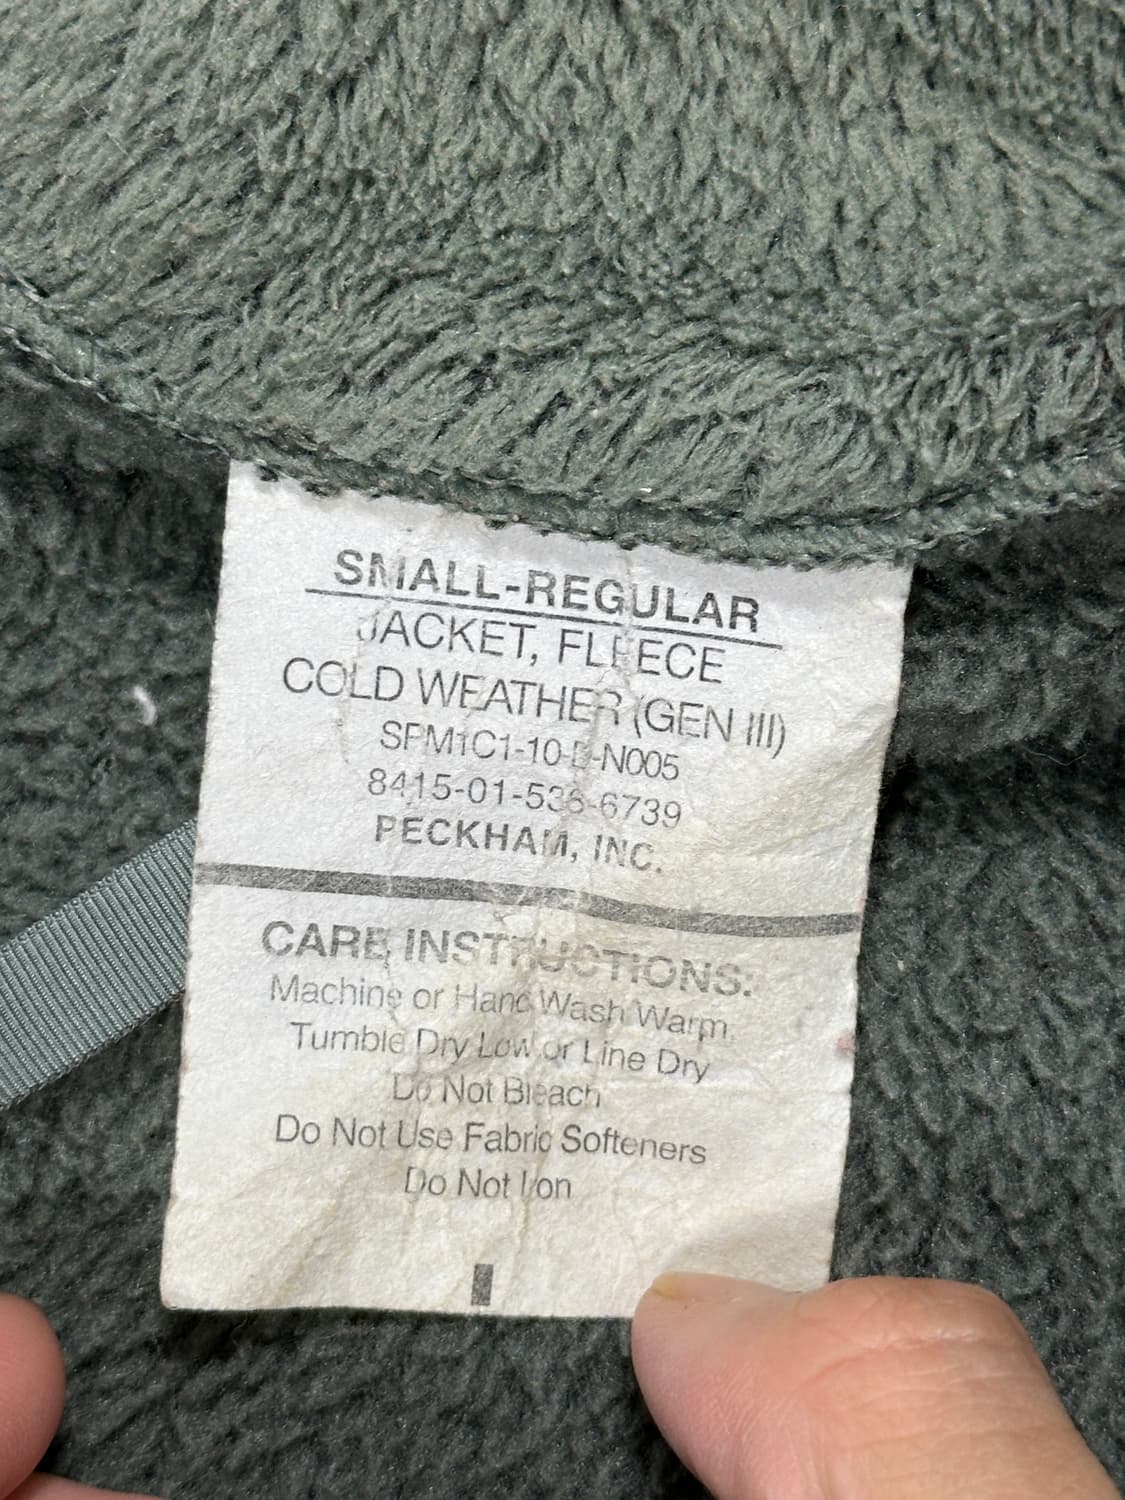 SMALL-REGULAR
JACKET, FLEECE
COLD WEATHER (GEN III)
SPM1C1-10-D-N005
8415-01-538-6739
PECKHAM, INC.
CARE INSTRUCTIONS:
Machine or Hand Wash Warm.
Tumble Dry Low or Line Dry
Do Not Bleach
Do Not Use Fabric Softeners
Do Not Iron